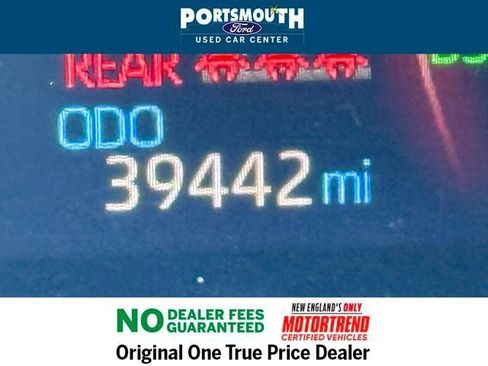 PORTSMOUTH
Ford
USED CAR CENTER
REAR
ODO
39442 mi
NO DEALER FEES GUARANTEED
NEW ENGLAND'S ONLY
MOTORTREND
CERTIFIED VEHICLES
Original One True Price Dealer